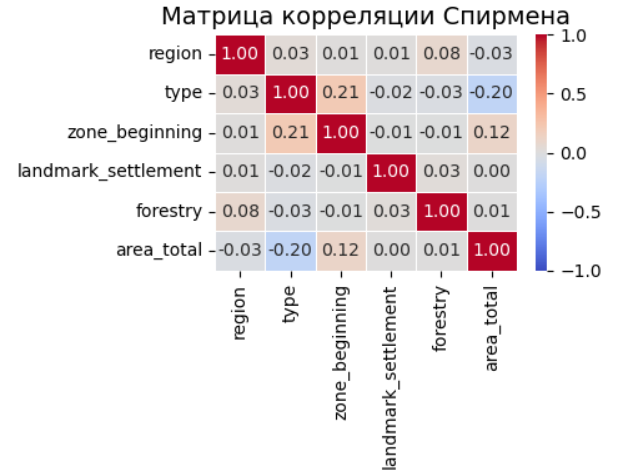 Матрица корреляции Спирмена
region 1.00 0.03 0.01 0.01 0.08 -0.03
type 0.03 1.00 0.21 -0.02 -0.03 -0.20
zone_beginning 0.01 0.21 1.00 -0.01 -0.01 0.12
landmark_settlement 0.01 -0.02 -0.01 1.00 0.03 0.00
forestry 0.08 -0.03 -0.01 0.03 1.00 0.01
area_total -0.03 -0.20 0.12 0.00 0.01 1.00
region
type
zone_beginning
landmark_settlement
forestry
area_total
1.0
0.5
0.0
−0.5
−1.0